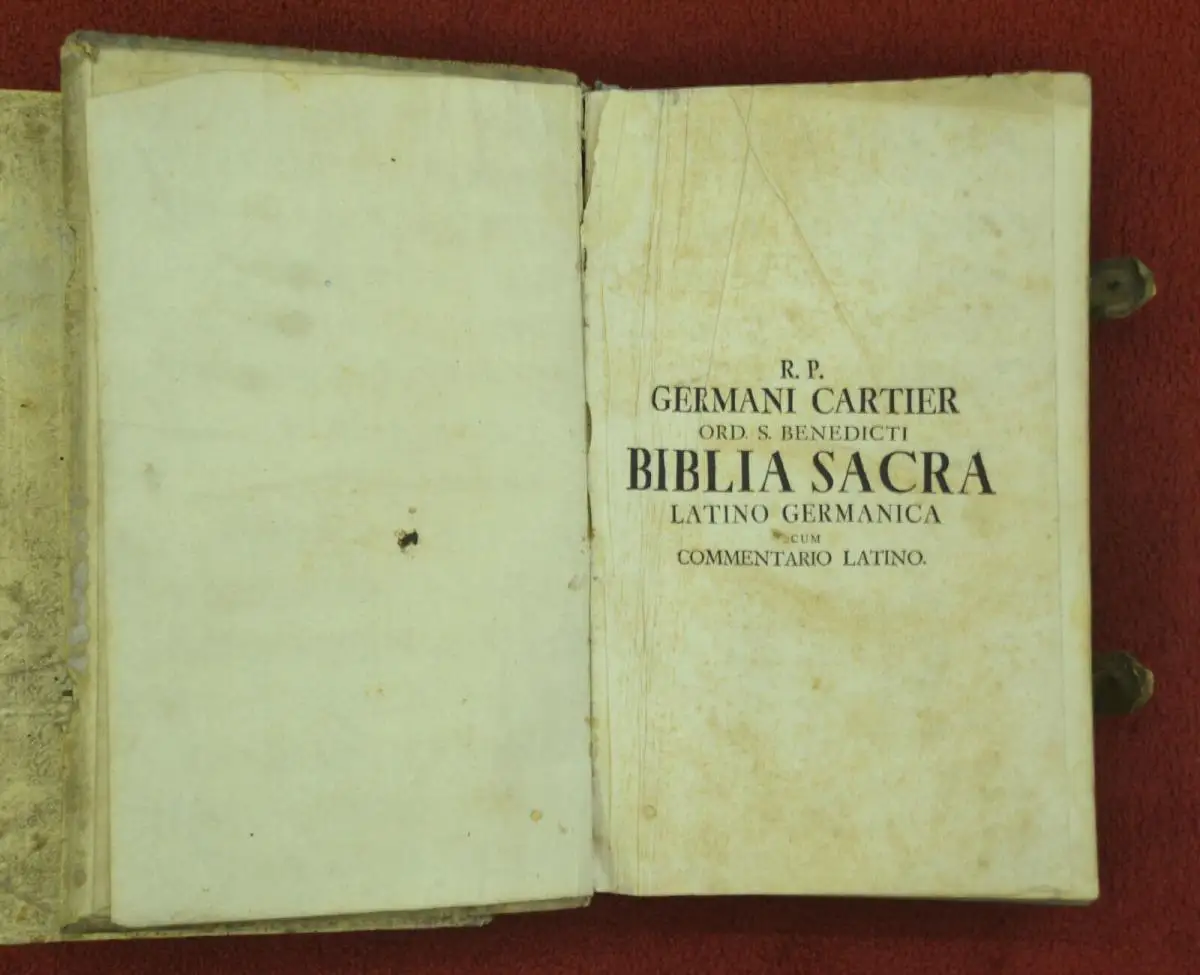 R. P.
GERMANI CARTIER
ORD. S. BENEDICTI
BIBLIA SACRA
LATINO GERMANICA
CUM
COMMENTARIO LATINO.